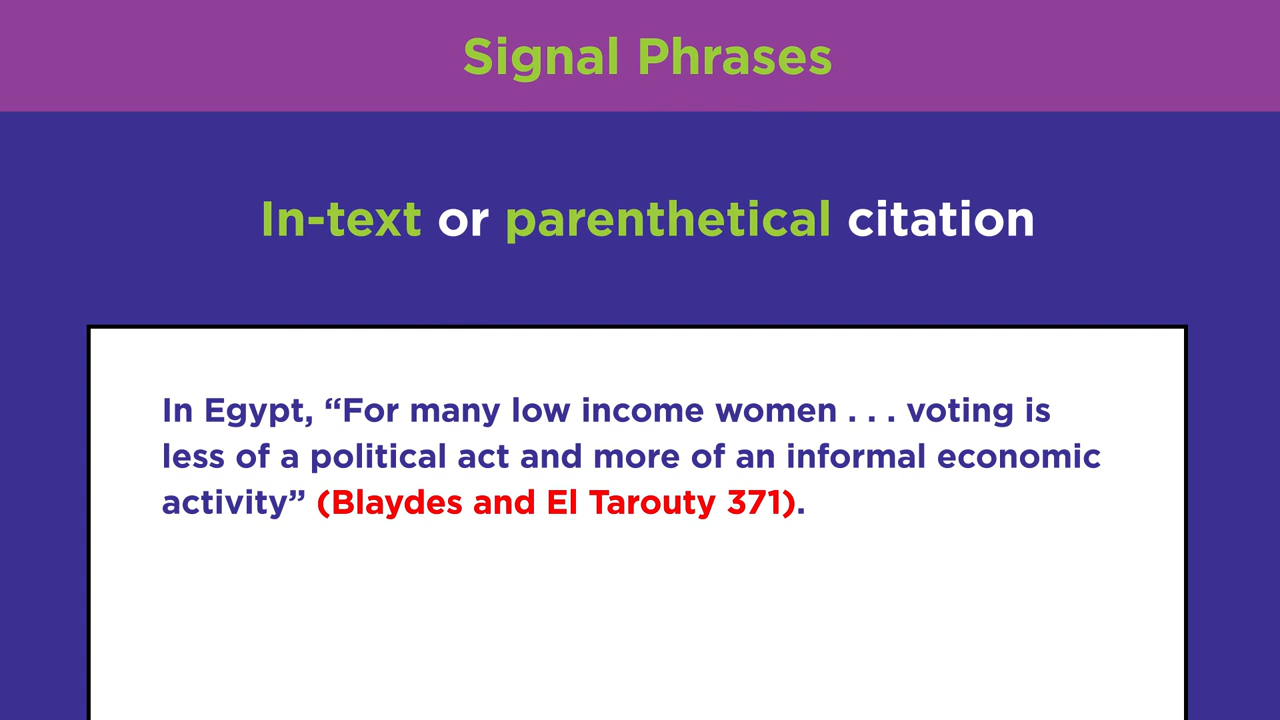 Signal Phrases
In-text or parenthetical citation
In Egypt, “For many low income women . . . voting is
less of a political act and more of an informal economic
activity” (Blaydes and El Tarouty 371).